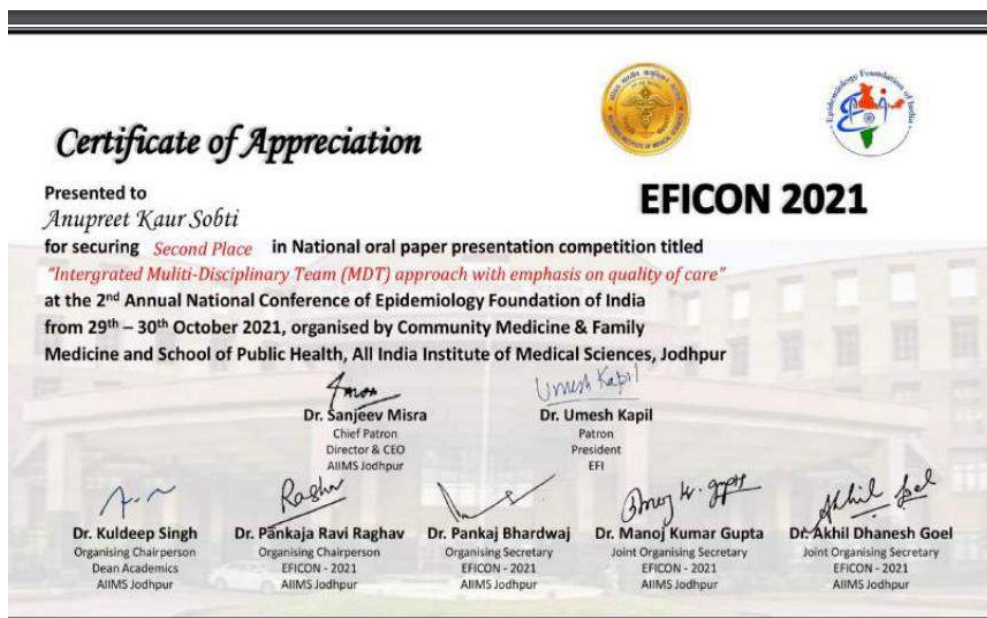 Certificate of Appreciation
Epidemiology Foundation of India
EFICON 2021
Presented to
Anupreet Kaur Sobti
for securing Second Place in National oral paper presentation competition titled
"Intergrated Muliti-Disciplinary Team (MDT) approach with emphasis on quality of care"
at the 2nd Annual National Conference of Epidemiology Foundation of India
from 29th – 30th October 2021, organised by Community Medicine & Family
Medicine and School of Public Health, All India Institute of Medical Sciences, Jodhpur
Umesh Kapil
Dr. Sanjeev Misra
Chief Patron
Director & CEO
AIIMS Jodhpur
Dr. Umesh Kapil
Patron
President
EFI
Raghav
Manoj Kr. Gupta
Akhil Goel
Dr. Kuldeep Singh
Organising Chairperson
Dean Academics
AIIMS Jodhpur
Dr. Pankaja Ravi Raghav
Organising Chairperson
EFICON - 2021
AIIMS Jodhpur
Dr. Pankaj Bhardwaj
Organising Secretary
EFICON - 2021
AIIMS Jodhpur
Dr. Manoj Kumar Gupta
Joint Organising Secretary
EFICON - 2021
AIIMS Jodhpur
Dr. Akhil Dhanesh Goel
Joint Organising Secretary
EFICON - 2021
AIIMS Jodhpur